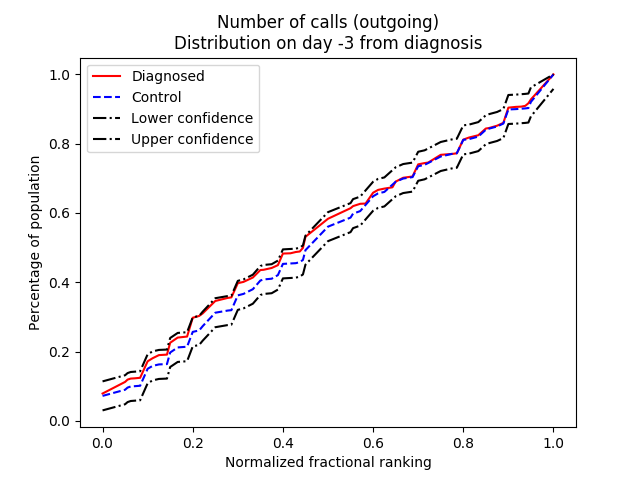 Number of calls (outgoing)
Distribution on day -3 from diagnosis
Diagnosed
Control
Lower confidence
Upper confidence
Percentage of population
1.0
0.8
0.6
0.4
0.2
0.0
0.0 0.2 0.4 0.6 0.8 1.0
Normalized fractional ranking